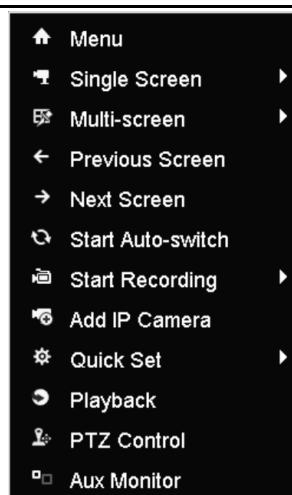 Menu
Single Screen
Multi-screen
Previous Screen
Next Screen
Start Auto-switch
Start Recording
Add IP Camera
Quick Set
Playback
PTZ Control
Aux Monitor